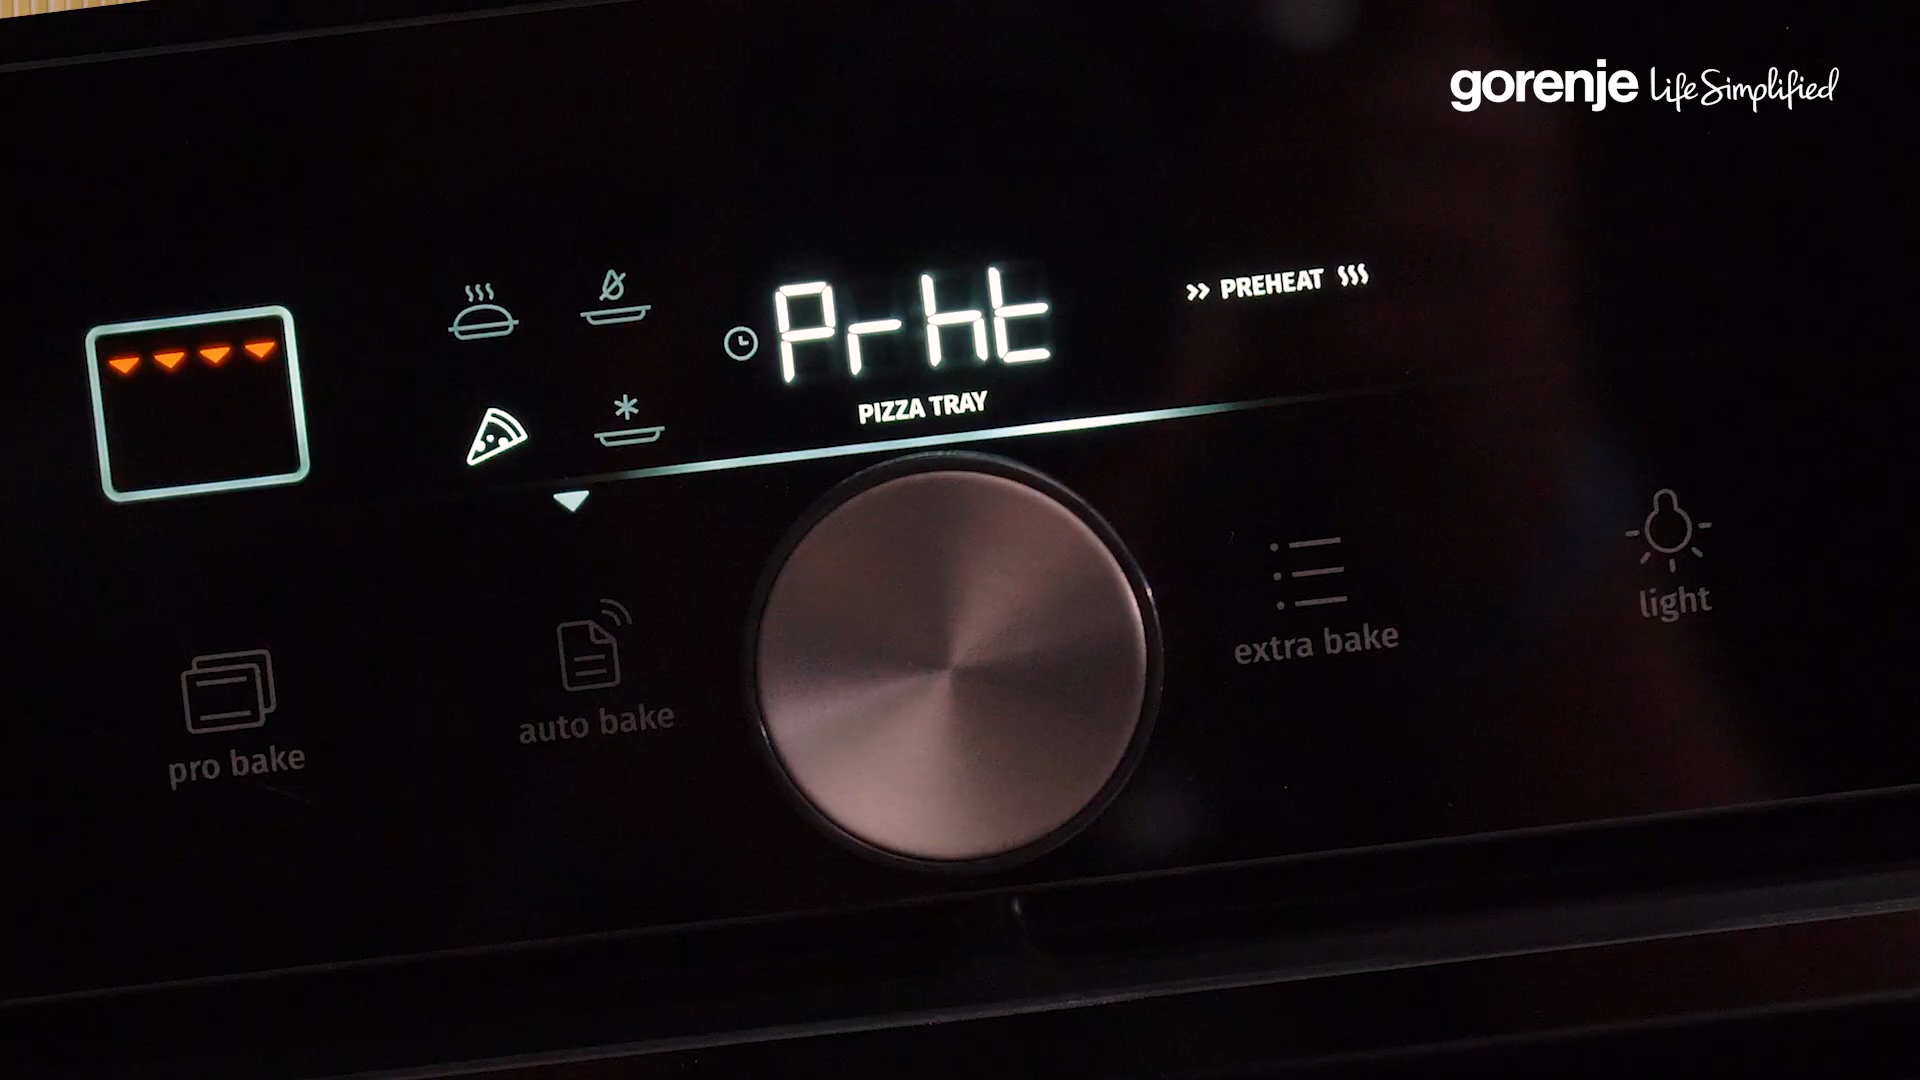 gorenje Life Simplified
PrHt
>> PREHEAT
PIZZA TRAY
pro bake
auto bake
extra bake
light